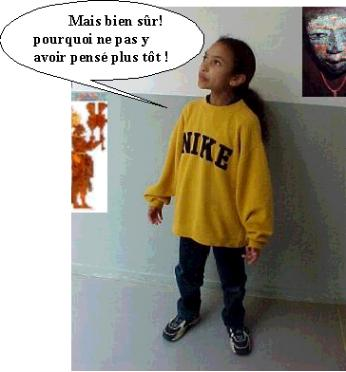 Mais bien sûr!
pourquoi ne pas y
avoir pensé plus tôt !
NIKE